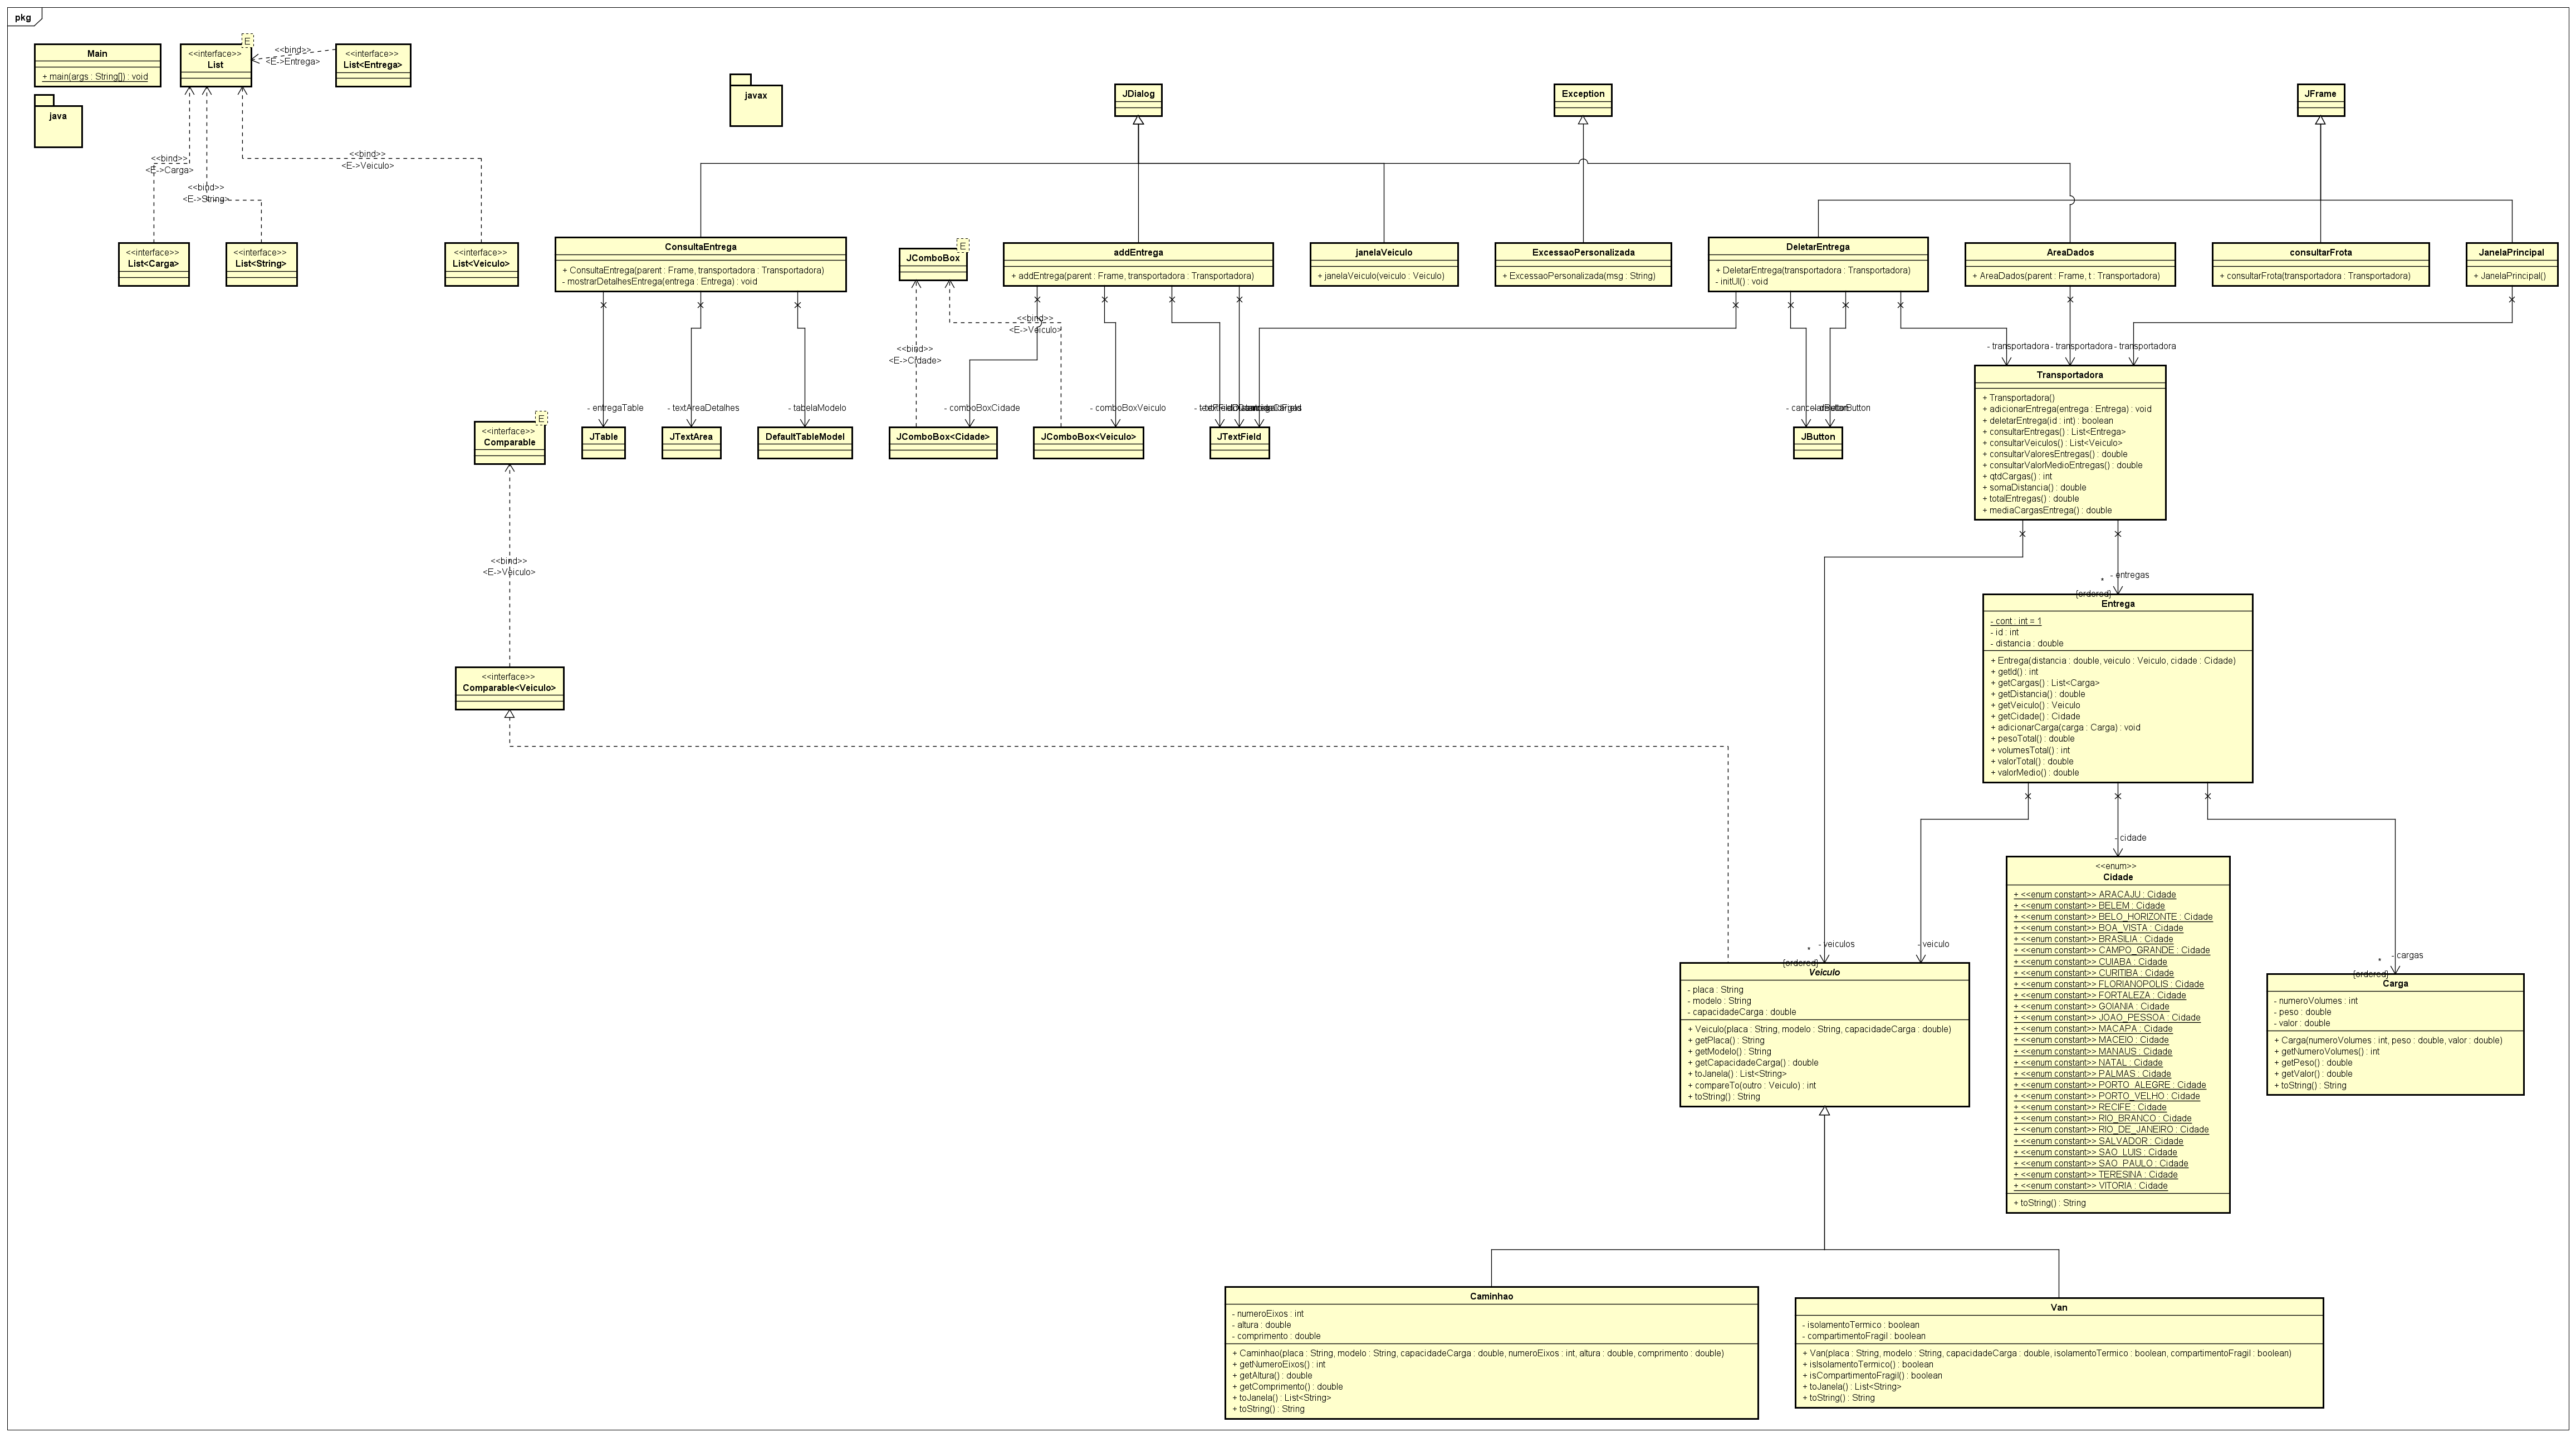 pkg
Main
+ main(args : String[]) : void
java
E
<<interface>>
List
<<bind>>
<E->Entrega>
<<interface>>
List<Entrega>
<<bind>>
<E->Carga>
<<bind>>
<E->String>
<<bind>>
<E->Veiculo>
<<interface>>
List<Carga>
<<interface>>
List<String>
<<interface>>
List<Veiculo>
javax
JDialog
Exception
JFrame
ConsultaEntrega
+ ConsultaEntrega(parent : Frame, transportadora : Transportadora)
- mostrarDetalhesEntrega(entrega : Entrega) : void
E
JComboBox
addEntrega
+ addEntrega(parent : Frame, transportadora : Transportadora)
janelaVeiculo
+ janelaVeiculo(veiculo : Veiculo)
ExcessaoPersonalizada
+ ExcessaoPersonalizada(msg : String)
DeletarEntrega
+ DeletarEntrega(transportadora : Transportadora)
- initUI() : void
AreaDados
+ AreaDados(parent : Frame, t : Transportadora)
consultarFrota
+ consultarFrota(transportadora : Transportadora)
JanelaPrincipal
+ JanelaPrincipal()
<<bind>>
<E->Veiculo>
<<bind>>
<E->Cidade>
- transportadora
- transportadora
- transportadora
- entregaTable
- textAreaDetalhes
- tabelaModelo
- comboBoxCidade
- comboBoxVeiculo
JTable
JTextArea
DefaultTableModel
JComboBox<Cidade>
JComboBox<Veiculo>
JTextField
JButton
E
<<interface>>
Comparable
<<bind>>
<E->Veiculo>
<<interface>>
Comparable<Veiculo>
Transportadora
+ Transportadora()
+ adicionarEntrega(entrega : Entrega) : void
+ deletarEntrega(id : int) : boolean
+ consultarEntregas() : List<Entrega>
+ consultarVeiculos() : List<Veiculo>
+ consultarValoresEntregas() : double
+ consultarValorMedioEntregas() : double
+ qtdCargas() : int
+ somaDistancia() : double
+ totalEntregas() : double
+ mediaCargasEntrega() : double
- entregas
*
{ordered}
Entrega
- cont : int = 1
- id : int
- distancia : double
+ Entrega(distancia : double, veiculo : Veiculo, cidade : Cidade)
+ getId() : int
+ getCargas() : List<Carga>
+ getDistancia() : double
+ getVeiculo() : Veiculo
+ getCidade() : Cidade
+ adicionarCarga(carga : Carga) : void
+ pesoTotal() : double
+ volumesTotal() : int
+ valorTotal() : double
+ valorMedio() : double
- cidade
<<enum>>
Cidade
+ <<enum constant>> ARACAJU : Cidade
+ <<enum constant>> BELEM : Cidade
+ <<enum constant>> BELO_HORIZONTE : Cidade
+ <<enum constant>> BOA_VISTA : Cidade
+ <<enum constant>> BRASILIA : Cidade
+ <<enum constant>> CAMPO_GRANDE : Cidade
+ <<enum constant>> CUIABA : Cidade
+ <<enum constant>> CURITIBA : Cidade
+ <<enum constant>> FLORIANOPOLIS : Cidade
+ <<enum constant>> FORTALEZA : Cidade
+ <<enum constant>> GOIANIA : Cidade
+ <<enum constant>> JOAO_PESSOA : Cidade
+ <<enum constant>> MACAPA : Cidade
+ <<enum constant>> MACEIO : Cidade
+ <<enum constant>> MANAUS : Cidade
+ <<enum constant>> NATAL : Cidade
+ <<enum constant>> PALMAS : Cidade
+ <<enum constant>> PORTO_ALEGRE : Cidade
+ <<enum constant>> PORTO_VELHO : Cidade
+ <<enum constant>> RECIFE : Cidade
+ <<enum constant>> RIO_BRANCO : Cidade
+ <<enum constant>> RIO_DE_JANEIRO : Cidade
+ <<enum constant>> SALVADOR : Cidade
+ <<enum constant>> SAO_LUIS : Cidade
+ <<enum constant>> SAO_PAULO : Cidade
+ <<enum constant>> TERESINA : Cidade
+ <<enum constant>> VITORIA : Cidade
+ toString() : String
- veiculos
*
{ordered}
- veiculo
Veiculo
- placa : String
- modelo : String
- capacidadeCarga : double
+ Veiculo(placa : String, modelo : String, capacidadeCarga : double)
+ getPlaca() : String
+ getModelo() : String
+ getCapacidadeCarga() : double
+ toJanela() : List<String>
+ compareTo(outro : Veiculo) : int
+ toString() : String
- cargas
*
{ordered}
Carga
- numeroVolumes : int
- peso : double
- valor : double
+ Carga(numeroVolumes : int, peso : double, valor : double)
+ getNumeroVolumes() : int
+ getPeso() : double
+ getValor() : double
+ toString() : String
Caminhao
- numeroEixos : int
- altura : double
- comprimento : double
+ Caminhao(placa : String, modelo : String, capacidadeCarga : double, numeroEixos : int, altura : double, comprimento : double)
+ getNumeroEixos() : int
+ getAltura() : double
+ getComprimento() : double
+ toJanela() : List<String>
+ toString() : String
Van
- isolamentoTermico : boolean
- compartimentoFragil : boolean
+ Van(placa : String, modelo : String, capacidadeCarga : double, isolamentoTermico : boolean, compartimentoFragil : boolean)
+ isIsolamentoTermico() : boolean
+ isCompartimentoFragil() : boolean
+ toJanela() : List<String>
+ toString() : String